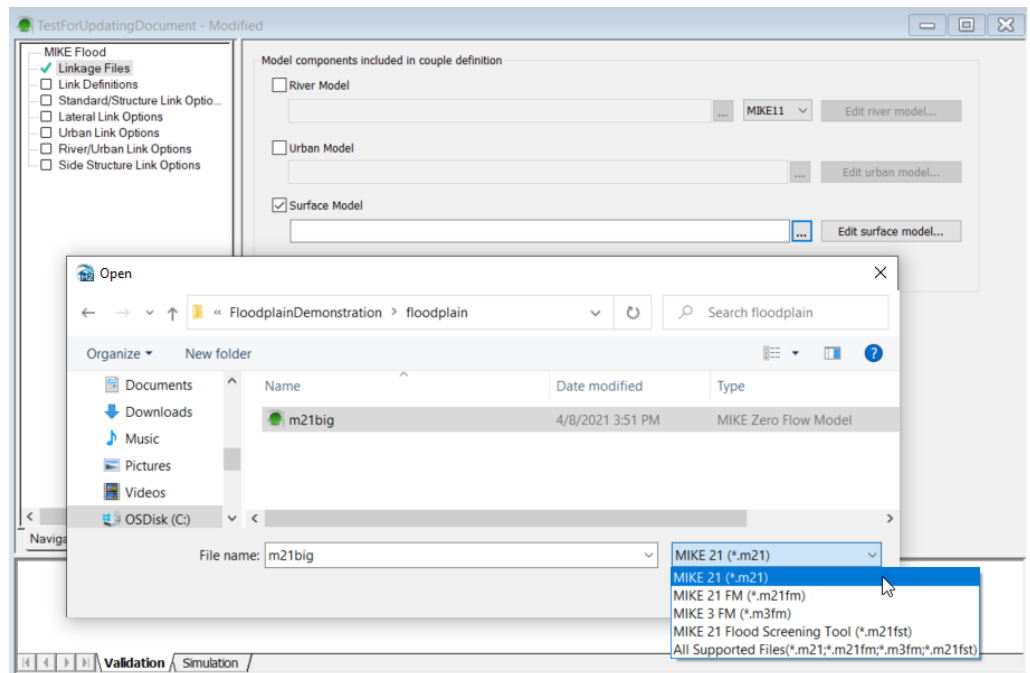 TestForUpdatingDocument - Modified
MIKE Flood
Linkage Files
Link Definitions
Standard/Structure Link Optio...
Lateral Link Options
Urban Link Options
River/Urban Link Options
Side Structure Link Options
Model components included in couple definition
River Model
... MIKE11 Edit river model...
Urban Model
... Edit urban model...
Surface Model
... Edit surface model...
Open
« FloodplainDemonstration > floodplain
Search floodplain
Organize New folder
Documents
Downloads
Music
Pictures
Videos
OSDisk (C:)
Name Date modified Type
m21big 4/8/2021 3:51 PM MIKE Zero Flow Model
Naviga
File name: m21big MIKE 21 (*.m21)
MIKE 21 (*.m21)
MIKE 21 FM (*.m21fm)
MIKE 3 FM (*.m3fm)
MIKE 21 Flood Screening Tool (*.m21fst)
All Supported Files(*.m21;*.m21fm;*.m3fm;*.m21fst)
Validation Simulation